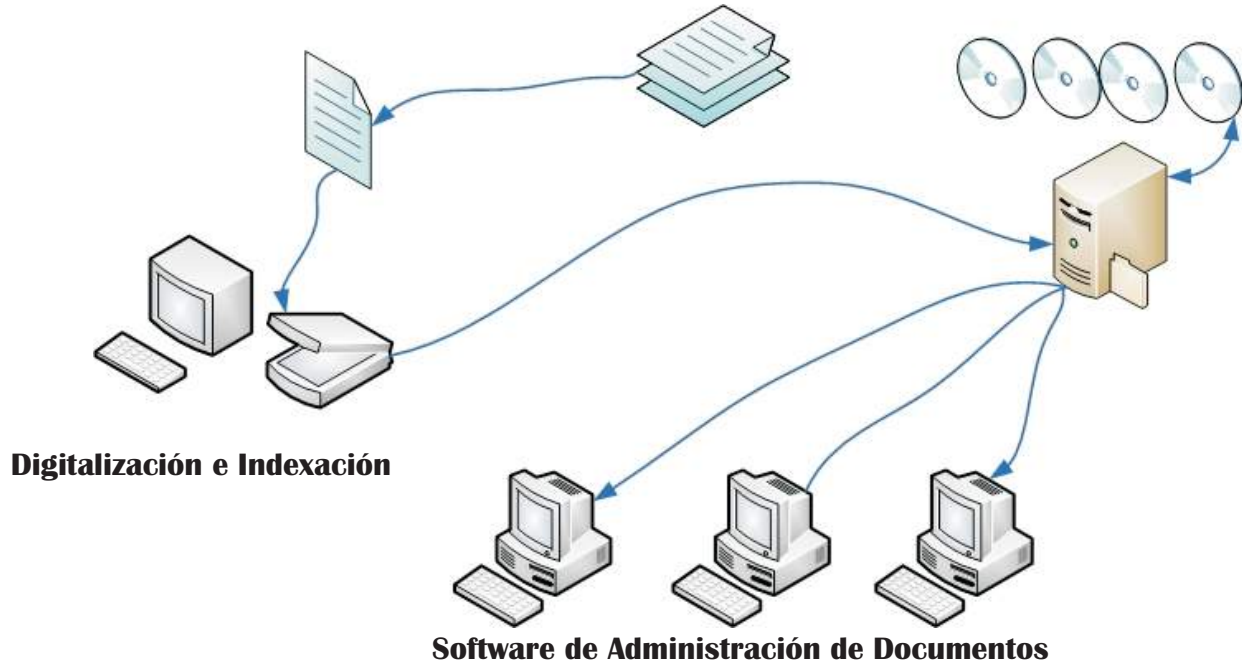 Digitalización e Indexación
Software de Administración de Documentos